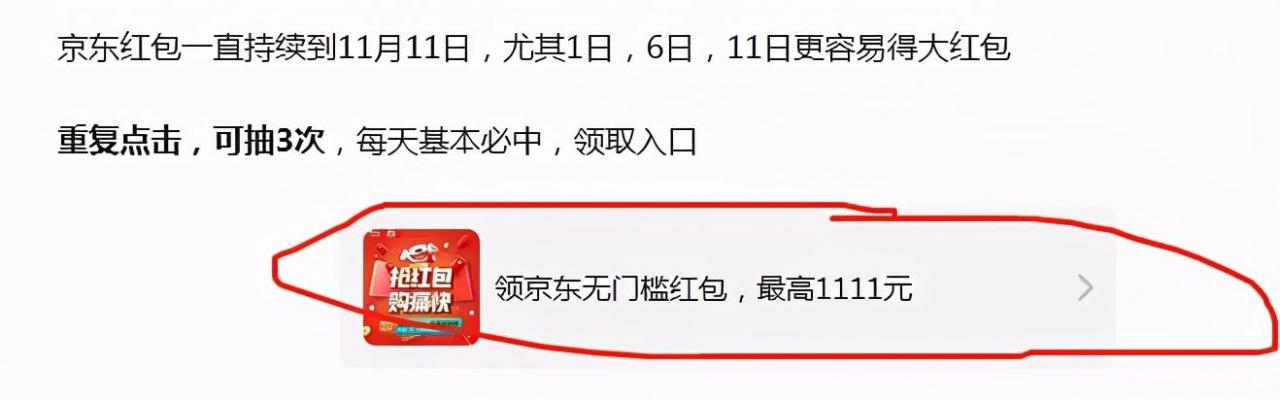 京东红包一直持续到11月11日，尤其1日，6日，11日更容易得大红包
重复点击，可抽3次，每天基本必中，领取入口
抢红包
购痛快
领京东无门槛红包，最高1111元